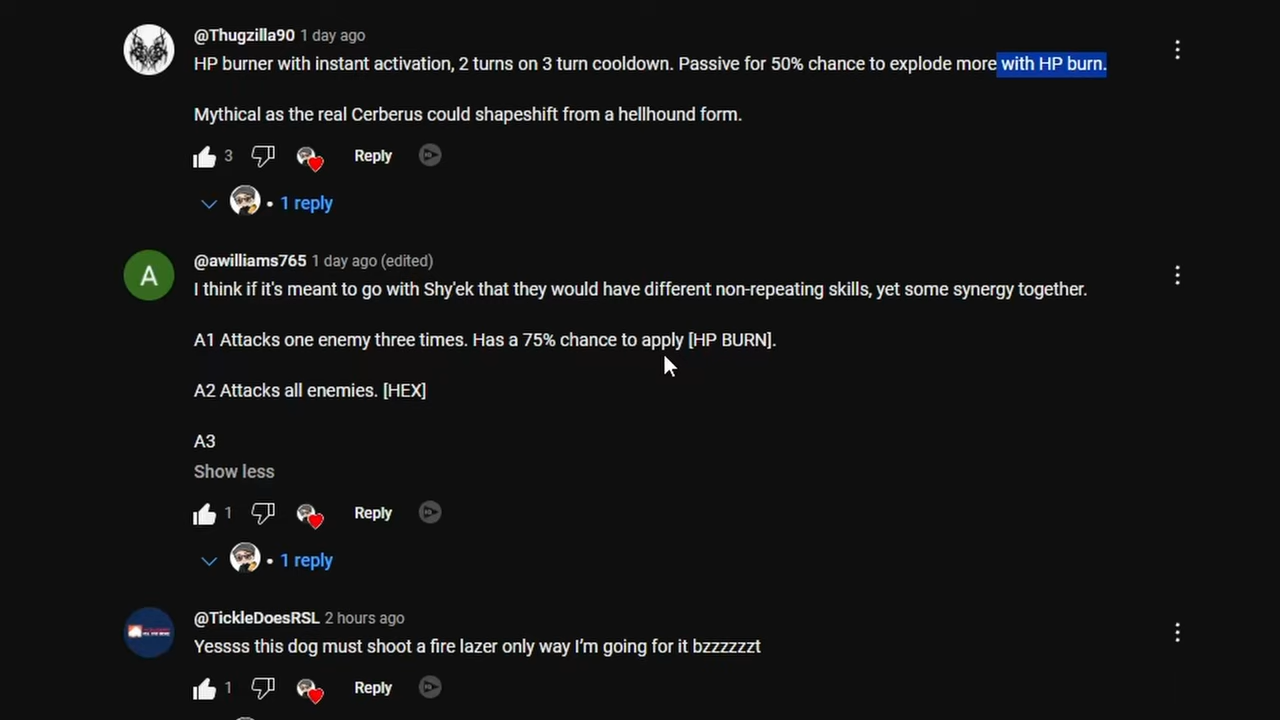 @Thugzilla90 1 day ago
HP burner with instant activation, 2 turns on 3 turn cooldown. Passive for 50% chance to explode more with HP burn.
Mythical as the real Cerberus could shapeshift from a hellhound form.
3 Reply
• 1 reply
A
@awilliams765 1 day ago (edited)
I think if it's meant to go with Shy'ek that they would have different non-repeating skills, yet some synergy together.
A1 Attacks one enemy three times. Has a 75% chance to apply [HP BURN].
A2 Attacks all enemies. [HEX]
A3
Show less
1 Reply
• 1 reply
@TickleDoesRSL 2 hours ago
Yessss this dog must shoot a fire lazer only way I'm going for it bzzzzzzt
1 Reply